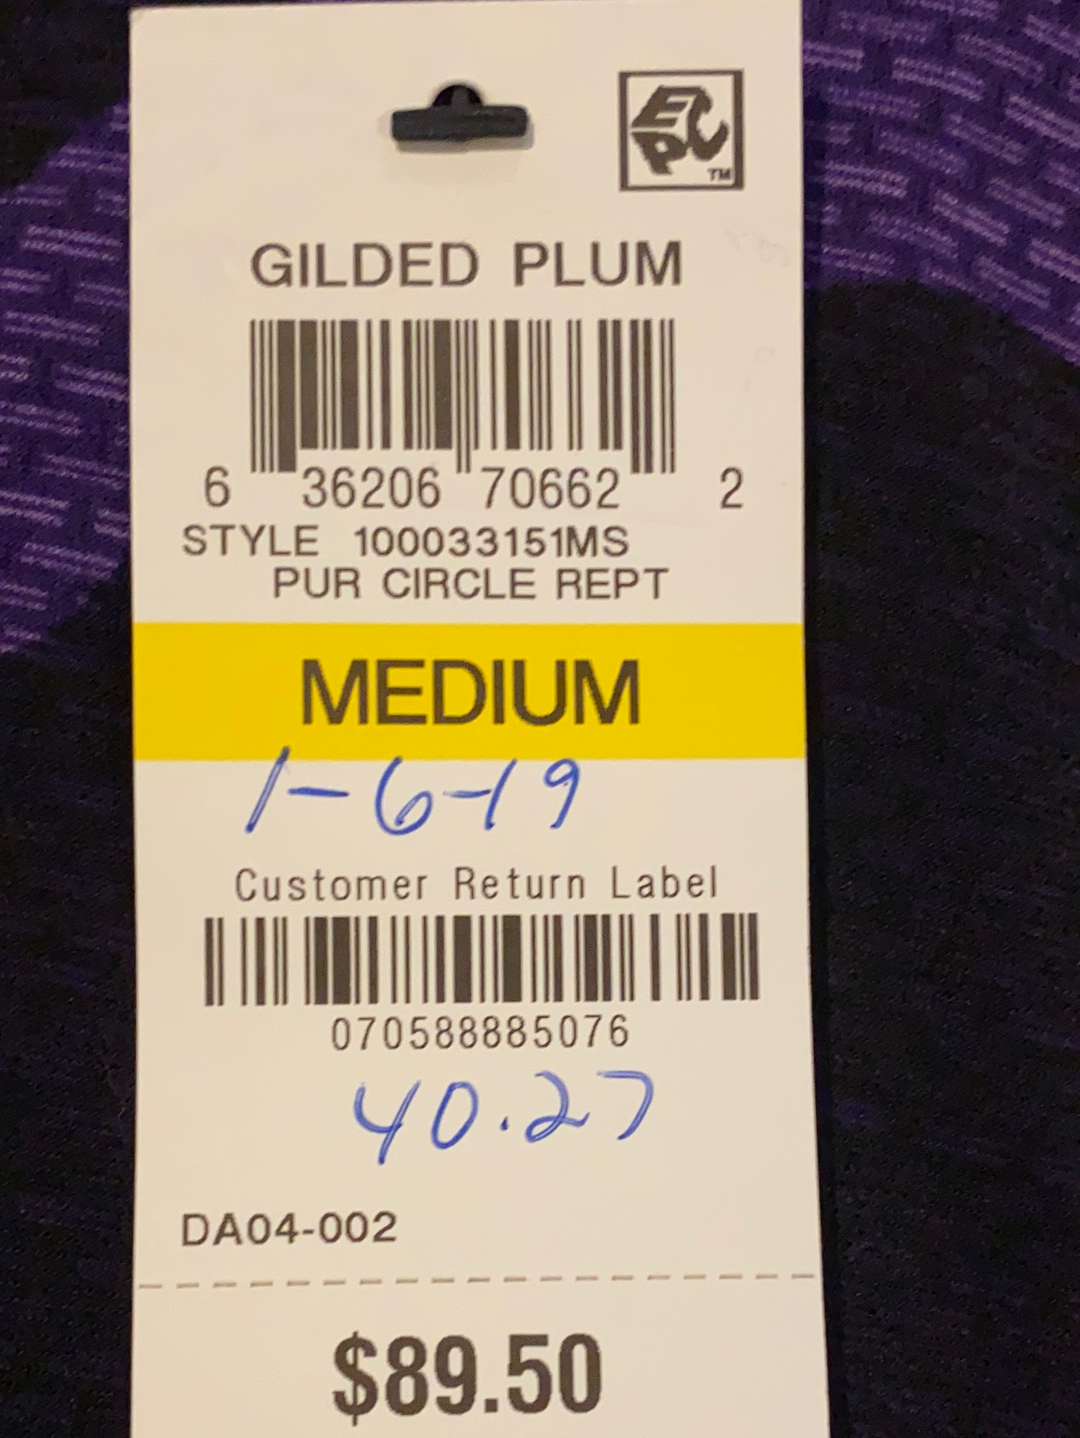 EPC TM
GILDED PLUM
6 36206 70662 2
STYLE 100033151MS
PUR CIRCLE REPT
MEDIUM
1-6-19
Customer Return Label
070588885076
40.27
DA04-002
$89.50